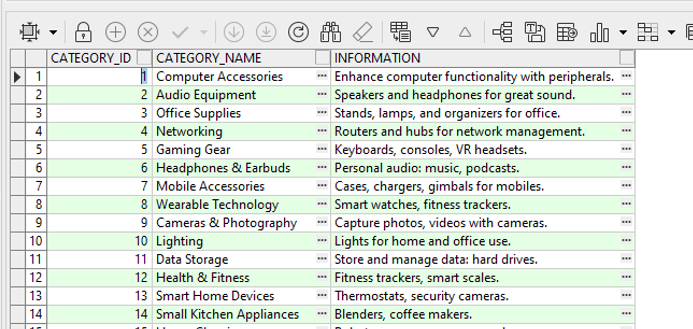 CATEGORY_ID CATEGORY_NAME INFORMATION
1 1 Computer Accessories ... Enhance computer functionality with peripherals. ...
2 2 Audio Equipment ... Speakers and headphones for great sound. ...
3 3 Office Supplies ... Stands, lamps, and organizers for office. ...
4 4 Networking ... Routers and hubs for network management. ...
5 5 Gaming Gear ... Keyboards, consoles, VR headsets. ...
6 6 Headphones & Earbuds ... Personal audio: music, podcasts. ...
7 7 Mobile Accessories ... Cases, chargers, gimbals for mobiles. ...
8 8 Wearable Technology ... Smart watches, fitness trackers. ...
9 9 Cameras & Photography ... Capture photos, videos with cameras. ...
10 10 Lighting ... Lights for home and office use. ...
11 11 Data Storage ... Store and manage data: hard drives. ...
12 12 Health & Fitness ... Fitness trackers, smart scales. ...
13 13 Smart Home Devices ... Thermostats, security cameras. ...
14 14 Small Kitchen Appliances ... Blenders, coffee makers. ...